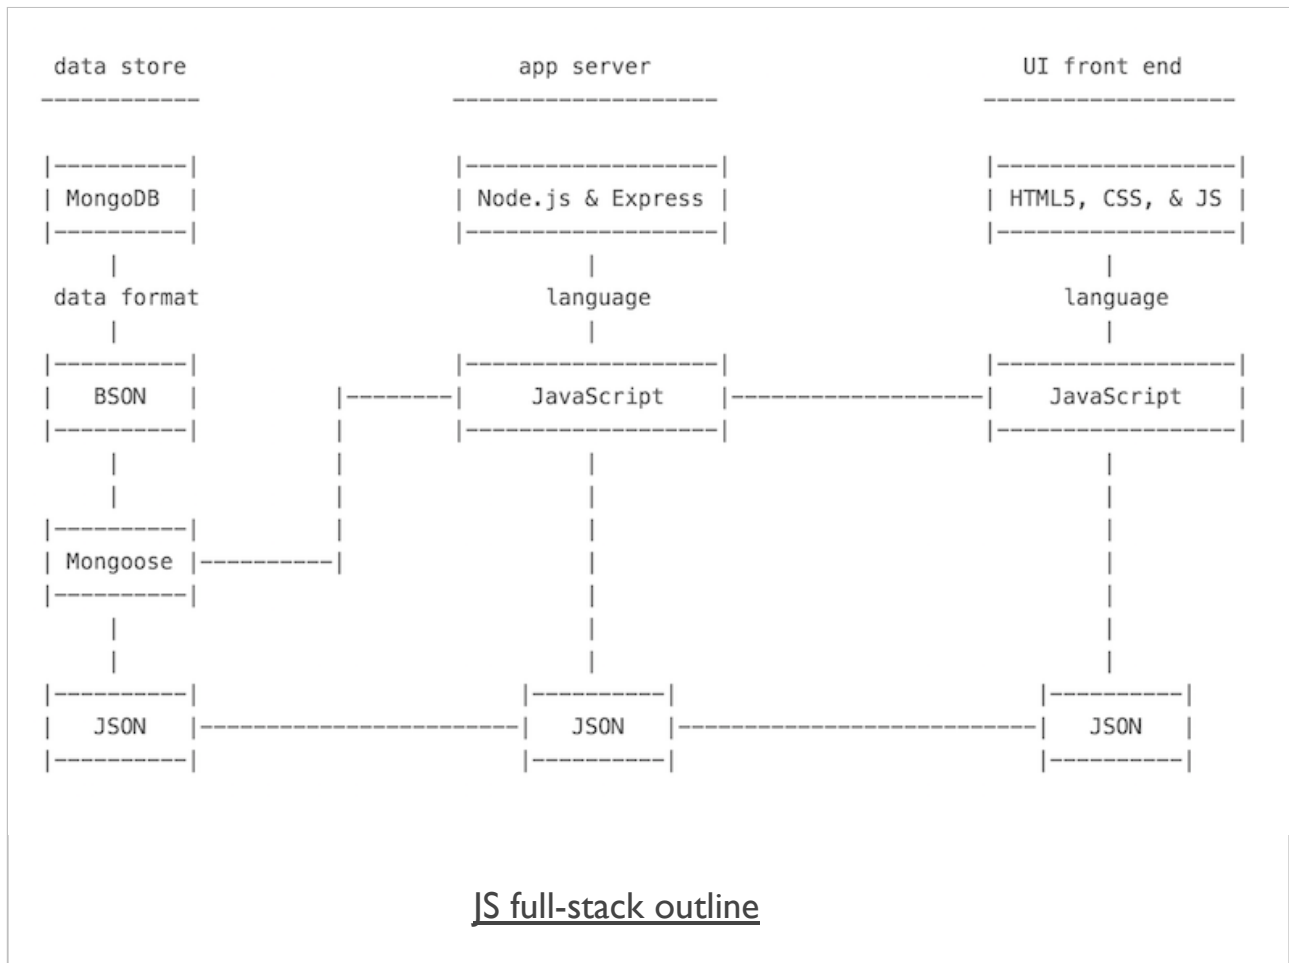 data store app server UI front end
MongoDB Node.js & Express HTML5, CSS, & JS
data format language language
BSON JavaScript JavaScript
Mongoose
JSON JSON JSON
JS full-stack outline